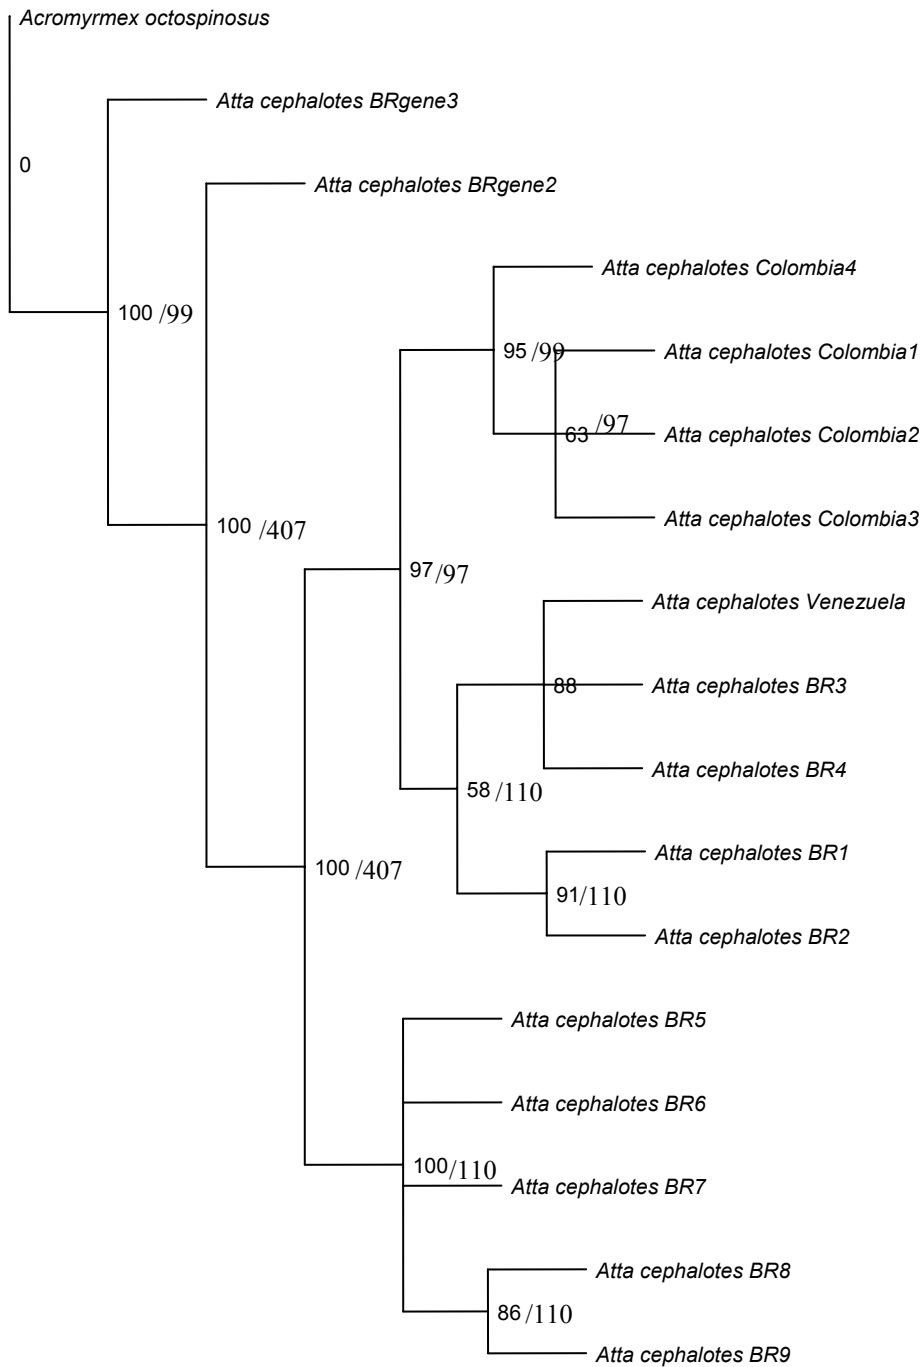 Acromyrmex octospinosus
Atta cephalotes BRgene3
0
Atta cephalotes BRgene2
Atta cephalotes Colombia4
100 /99
95 /99
Atta cephalotes Colombia1
63 /97
Atta cephalotes Colombia2
Atta cephalotes Colombia3
100 /407
97/97
Atta cephalotes Venezuela
88
Atta cephalotes BR3
Atta cephalotes BR4
58 /110
Atta cephalotes BR1
100 /407
91/110
Atta cephalotes BR2
Atta cephalotes BR5
Atta cephalotes BR6
100/110
Atta cephalotes BR7
Atta cephalotes BR8
86 /110
Atta cephalotes BR9